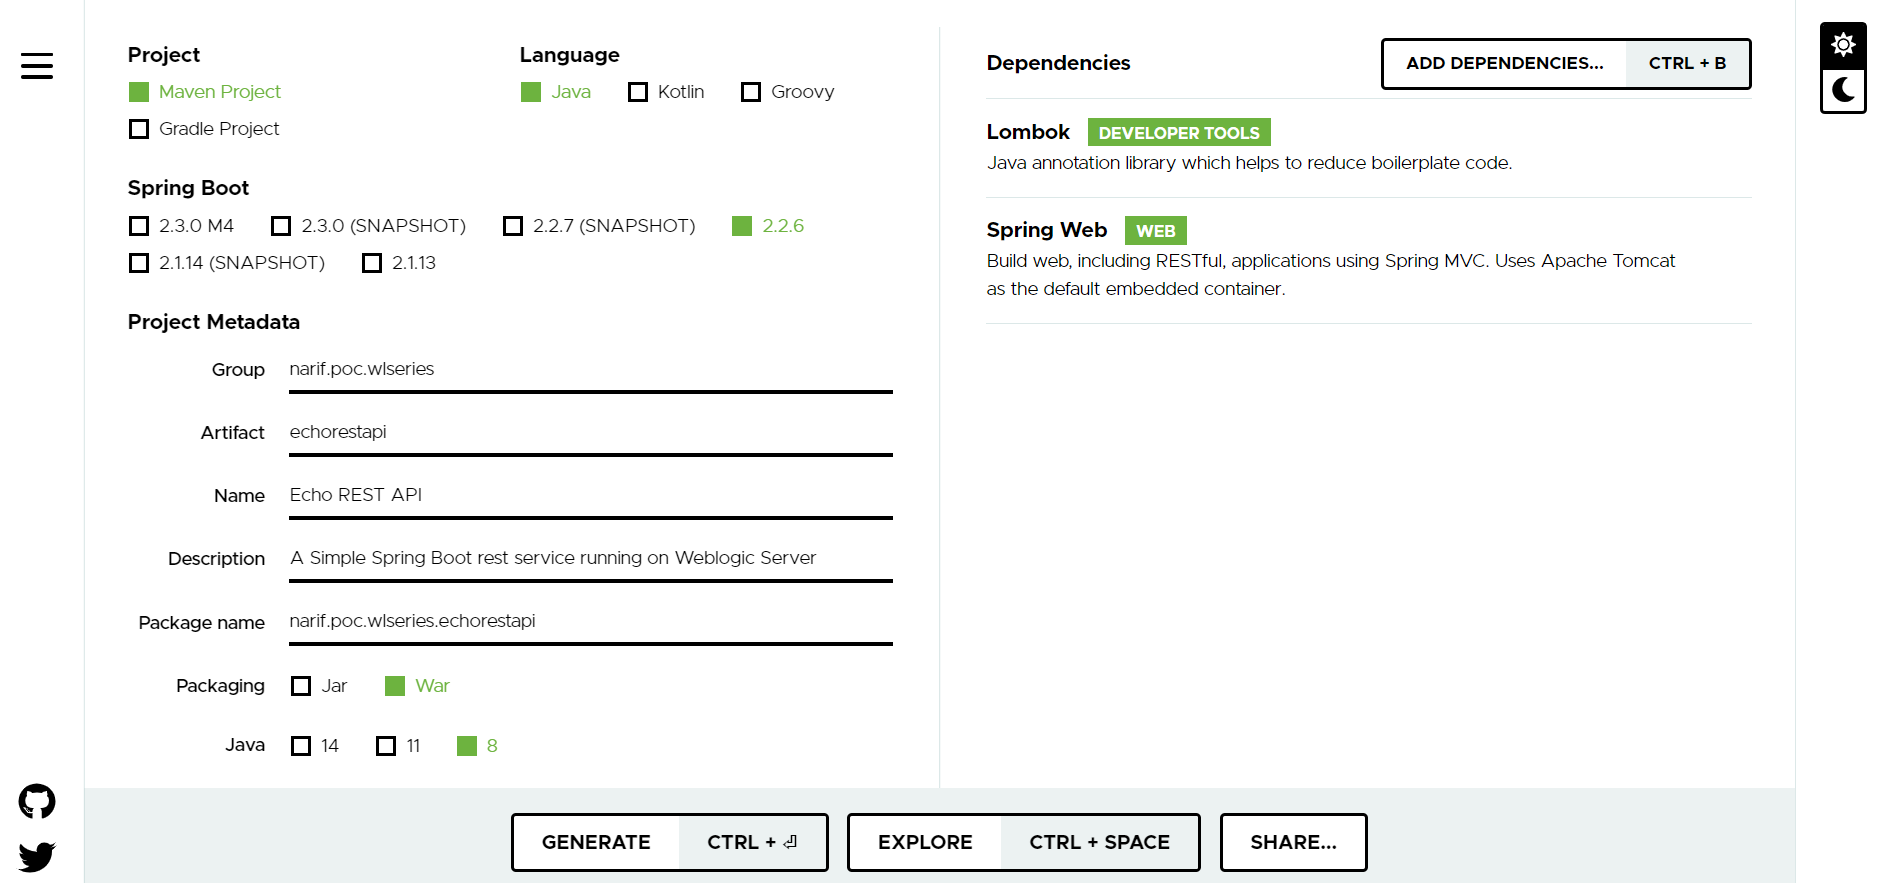 Project
Maven Project
Gradle Project
Language
Java Kotlin Groovy
Spring Boot
2.3.0 M4 2.3.0 (SNAPSHOT) 2.2.7 (SNAPSHOT) 2.2.6
2.1.14 (SNAPSHOT) 2.1.13
Project Metadata
Group narif.poc.wlseries
Artifact echorestapi
Name Echo REST API
Description A Simple Spring Boot rest service running on Weblogic Server
Package name narif.poc.wlseries.echorestapi
Packaging Jar War
Java 14 11 8
Dependencies ADD DEPENDENCIES... CTRL + B
Lombok DEVELOPER TOOLS
Java annotation library which helps to reduce boilerplate code.
Spring Web WEB
Build web, including RESTful, applications using Spring MVC. Uses Apache Tomcat
as the default embedded container.
GENERATE CTRL + ⏎ EXPLORE CTRL + SPACE SHARE...